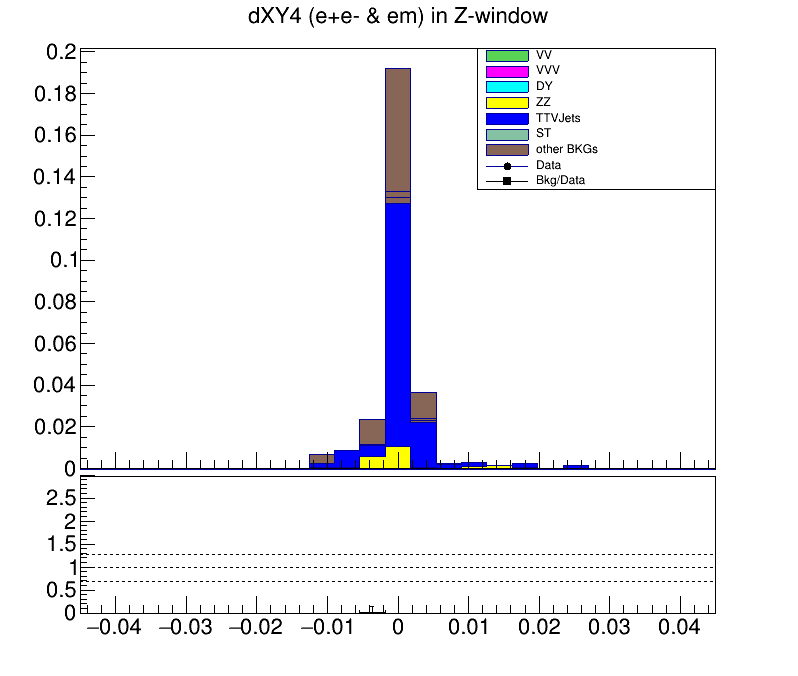 dXY4 (e+e- & em) in Z-window
0.2
0.18
0.16
0.14
0.12
0.1
0.08
0.06
0.04
0.02
0
VV
VVV
DY
ZZ
TTVJets
ST
other BKGs
Data
Bkg/Data
2.5
2
1.5
1
0.5
0
−0.04 −0.03 −0.02 −0.01 0 0.01 0.02 0.03 0.04